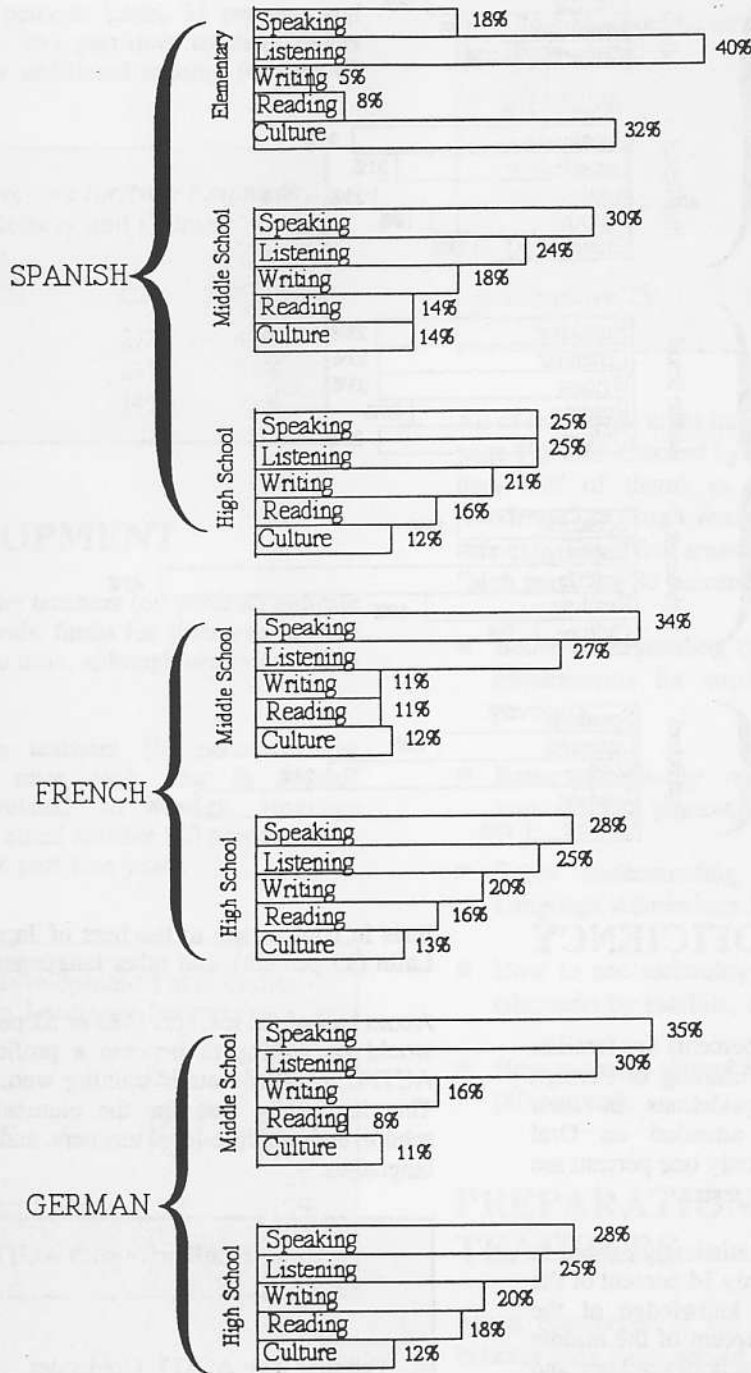 SPANISH
Elementary
Speaking 18%
Listening 40%
Writing 5%
Reading 8%
Culture 32%
Middle School
Speaking 30%
Listening 24%
Writing 18%
Reading 14%
Culture 14%
High School
Speaking 25%
Listening 25%
Writing 21%
Reading 16%
Culture 12%
FRENCH
Middle School
Speaking 34%
Listening 27%
Writing 11%
Reading 11%
Culture 12%
High School
Speaking 28%
Listening 25%
Writing 20%
Reading 16%
Culture 13%
GERMAN
Middle School
Speaking 35%
Listening 30%
Writing 16%
Reading 8%
Culture 11%
High School
Speaking 28%
Listening 25%
Writing 20%
Reading 18%
Culture 12%